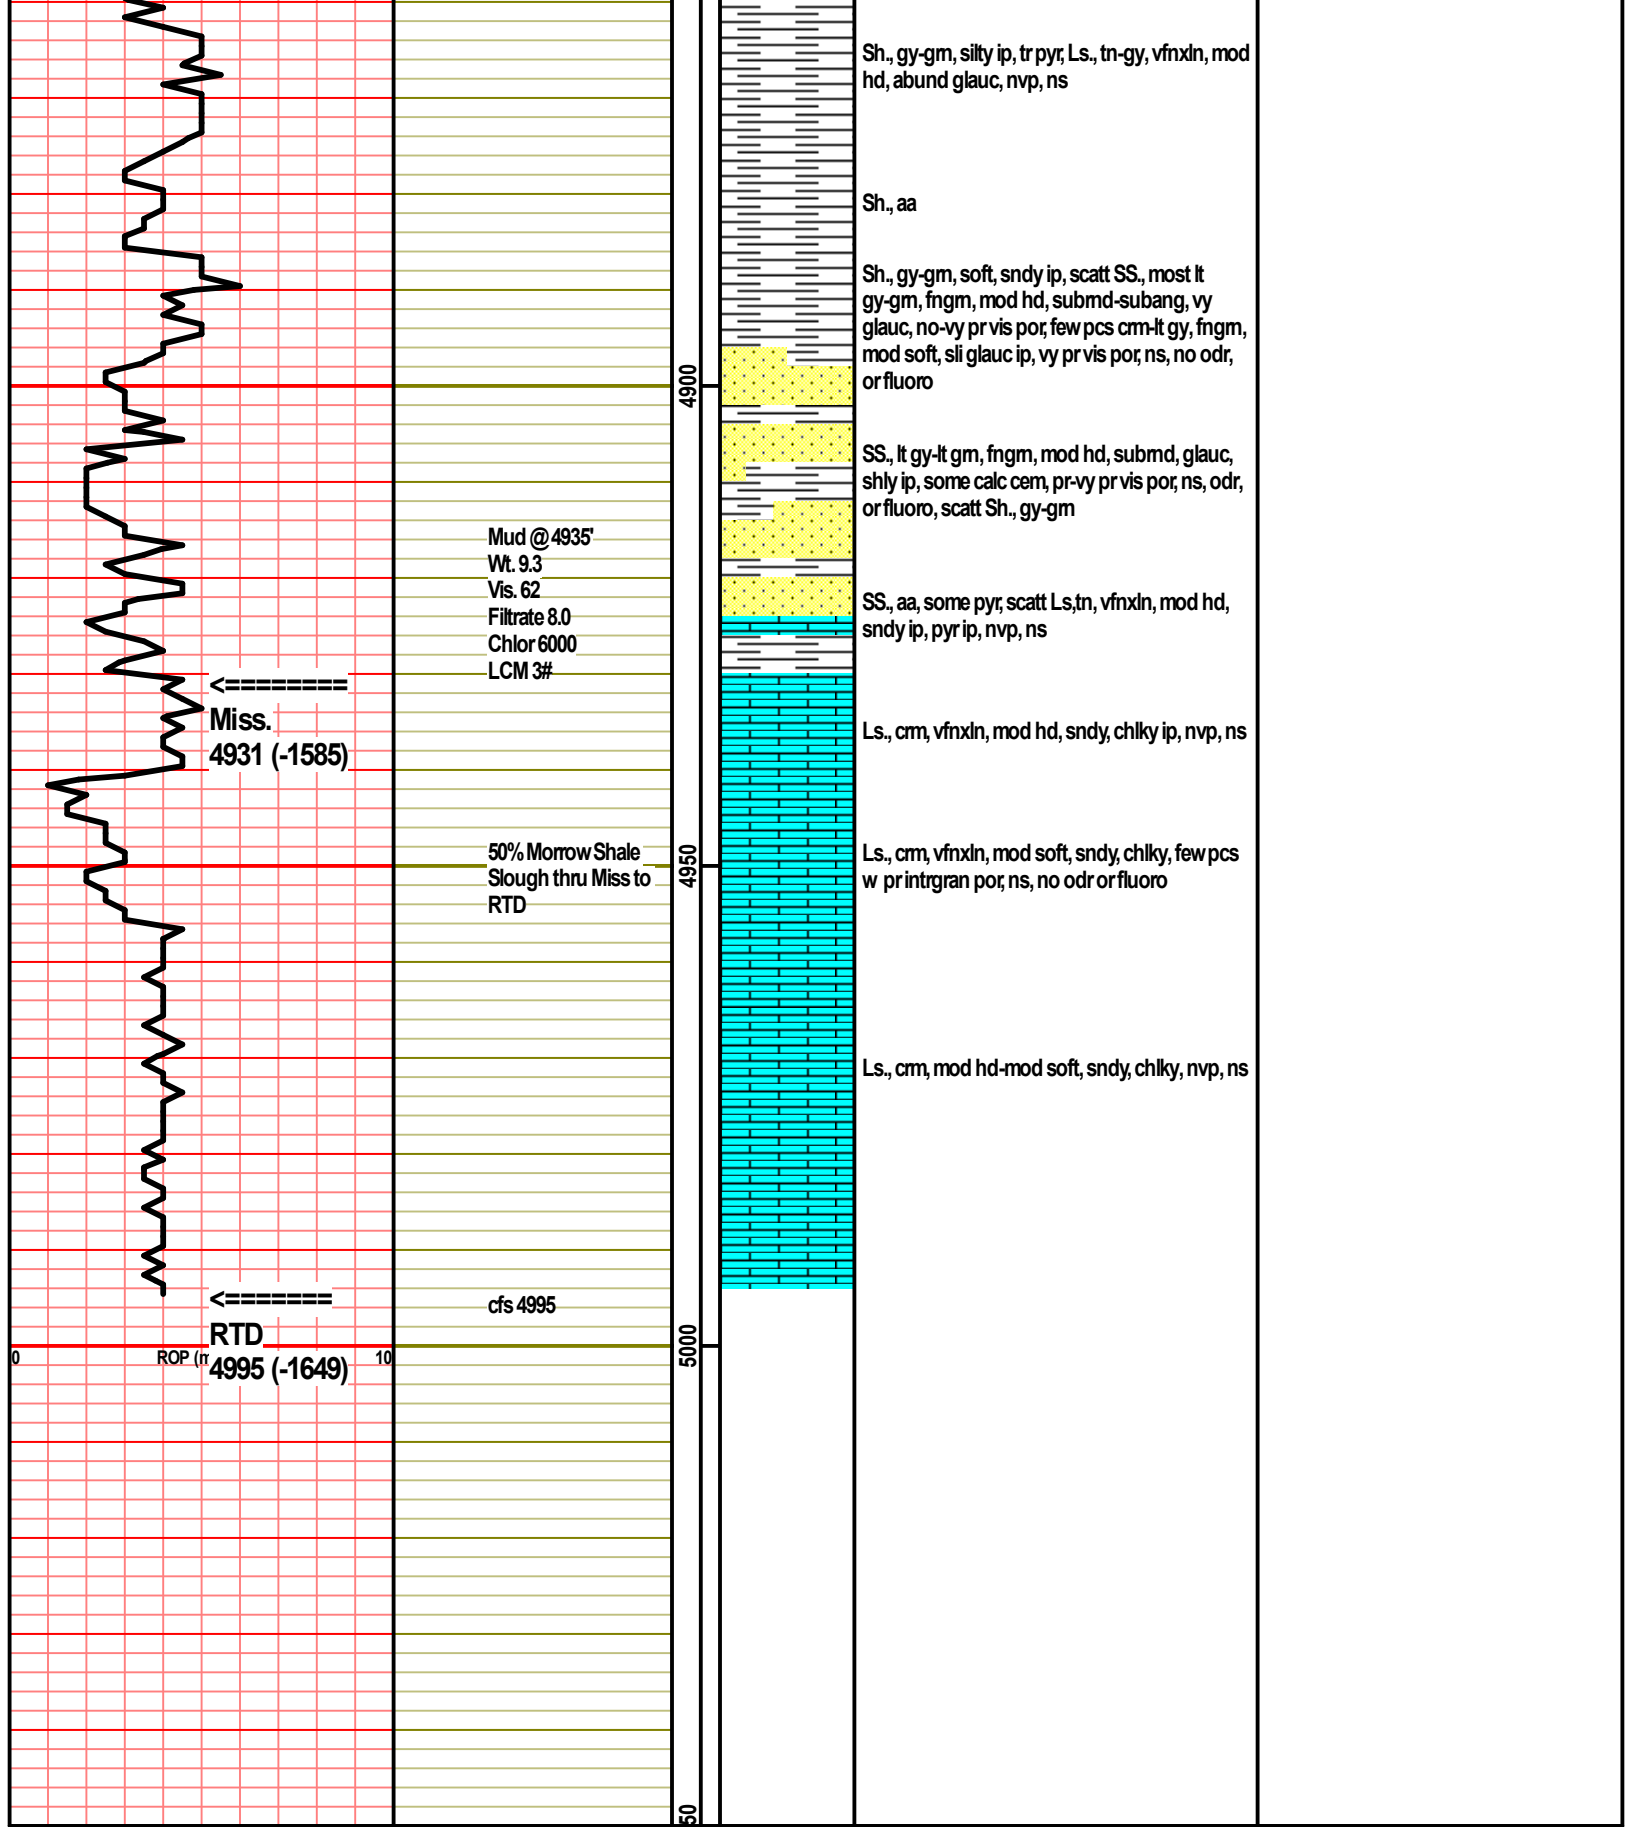 Sh., gy-grn, silty ip, tr pyr, Ls., tn-gy, vfnxln, mod
hd, abund glauc, nvp, ns
Sh., aa
Sh., gy-grn, soft, sndy ip, scatt SS., most lt
gy-grn, fngrn, mod hd, subrnd-subang, vy
glauc, no-vy pr vis por, few pcs crm-lt gy, fngrn,
mod soft, sli glauc ip, vy pr vis por, ns, no odr,
or fluoro
4900
SS., lt gy-lt grn, fngrn, mod hd, subrnd, glauc,
shly ip, some calc cem, pr-vy pr vis por, ns, odr,
or fluoro, scatt Sh., gy-grn
Mud @ 4935'
Wt. 9.3
Vis. 62
Filtrate 8.0
Chlor 6000
LCM 3#
SS., aa, some pyr, scatt Ls,tn, vfnxln, mod hd,
sndy ip, pyr ip, nvp, ns
<========
Miss.
4931 (-1585)
Ls., crm, vfnxln, mod hd, sndy, chlky ip, nvp, ns
50% Morrow Shale
Slough thru Miss to
RTD
4950
Ls., crm, vfnxln, mod soft, sndy, chlky, few pcs
w pr intrgran por, ns, no odr or fluoro
Ls., crm, mod hd-mod soft, sndy, chlky, nvp, ns
<=======
RTD
4995 (-1649)
cfs 4995
0 ROP (m 10
5000
50